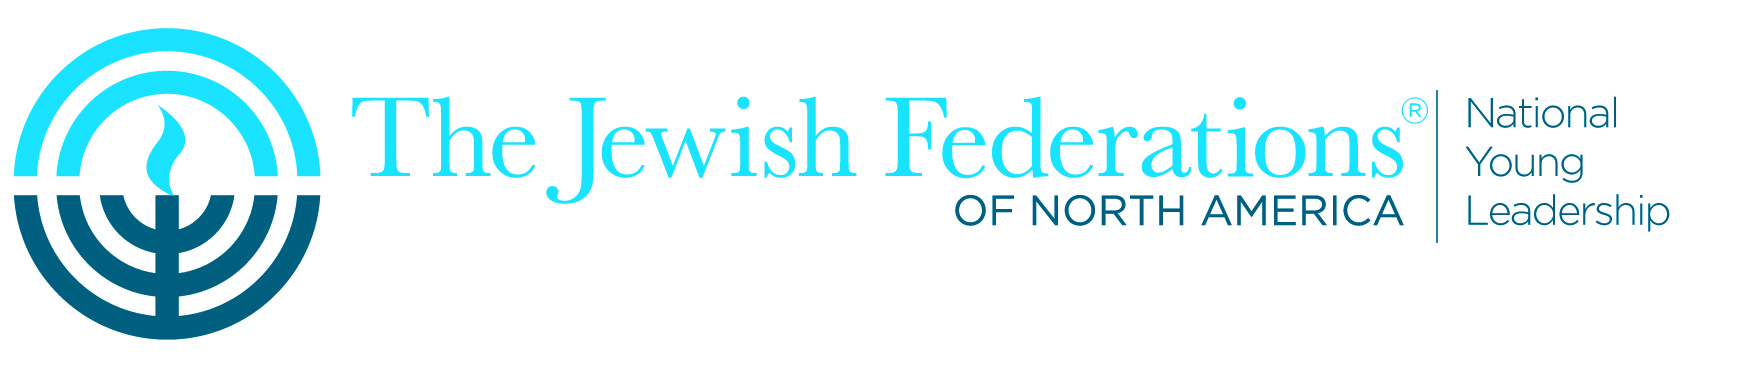 The Jewish Federations®
OF NORTH AMERICA
National
Young
Leadership